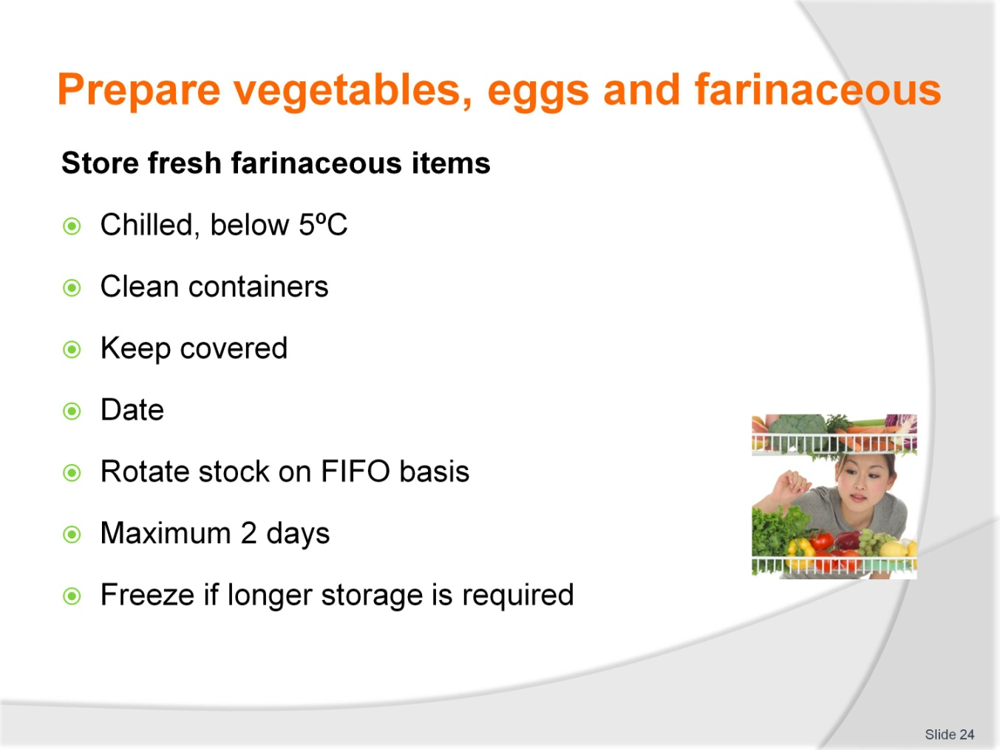 Prepare vegetables, eggs and farinaceous
Store fresh farinaceous items
Chilled, below 5ºC
Clean containers
Keep covered
Date
Rotate stock on FIFO basis
Maximum 2 days
Freeze if longer storage is required
Slide 24